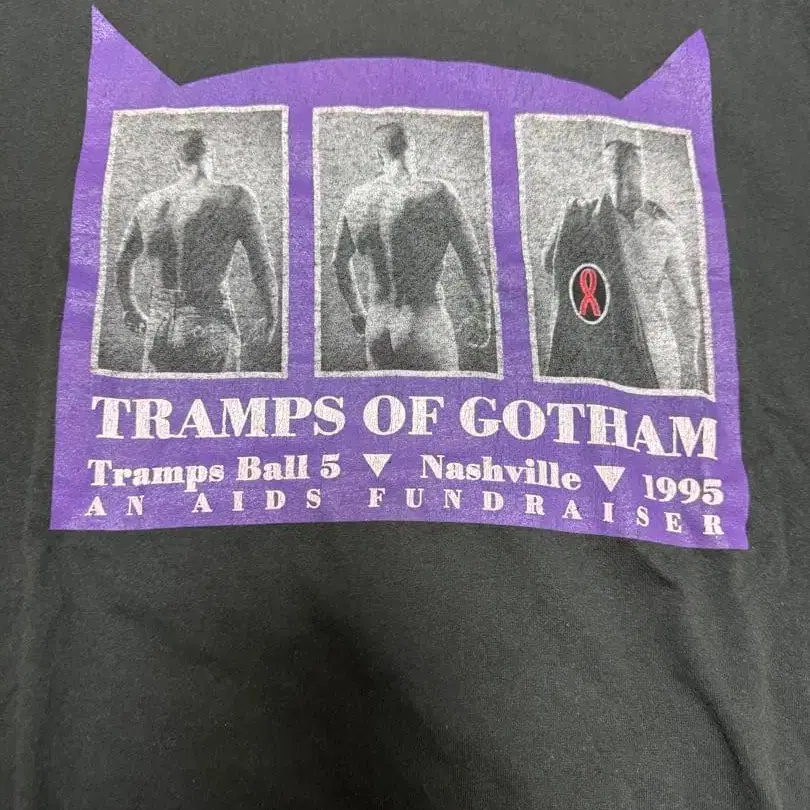 TRAMPS OF GOTHAM
Tramps Ball 5 ▼ Nashville ▼ 1995
AN AIDS FUNDRAISER